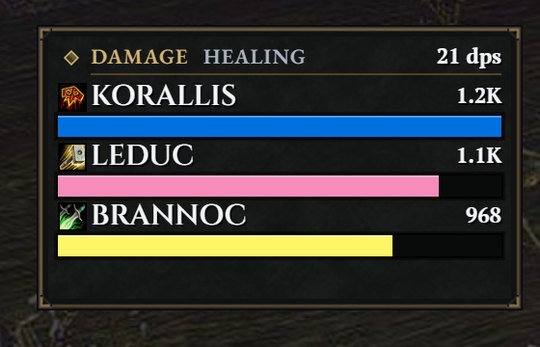 DAMAGE HEALING 21 dps
KORALLIS 1.2K
LEDUC 1.1K
BRANNOC 968